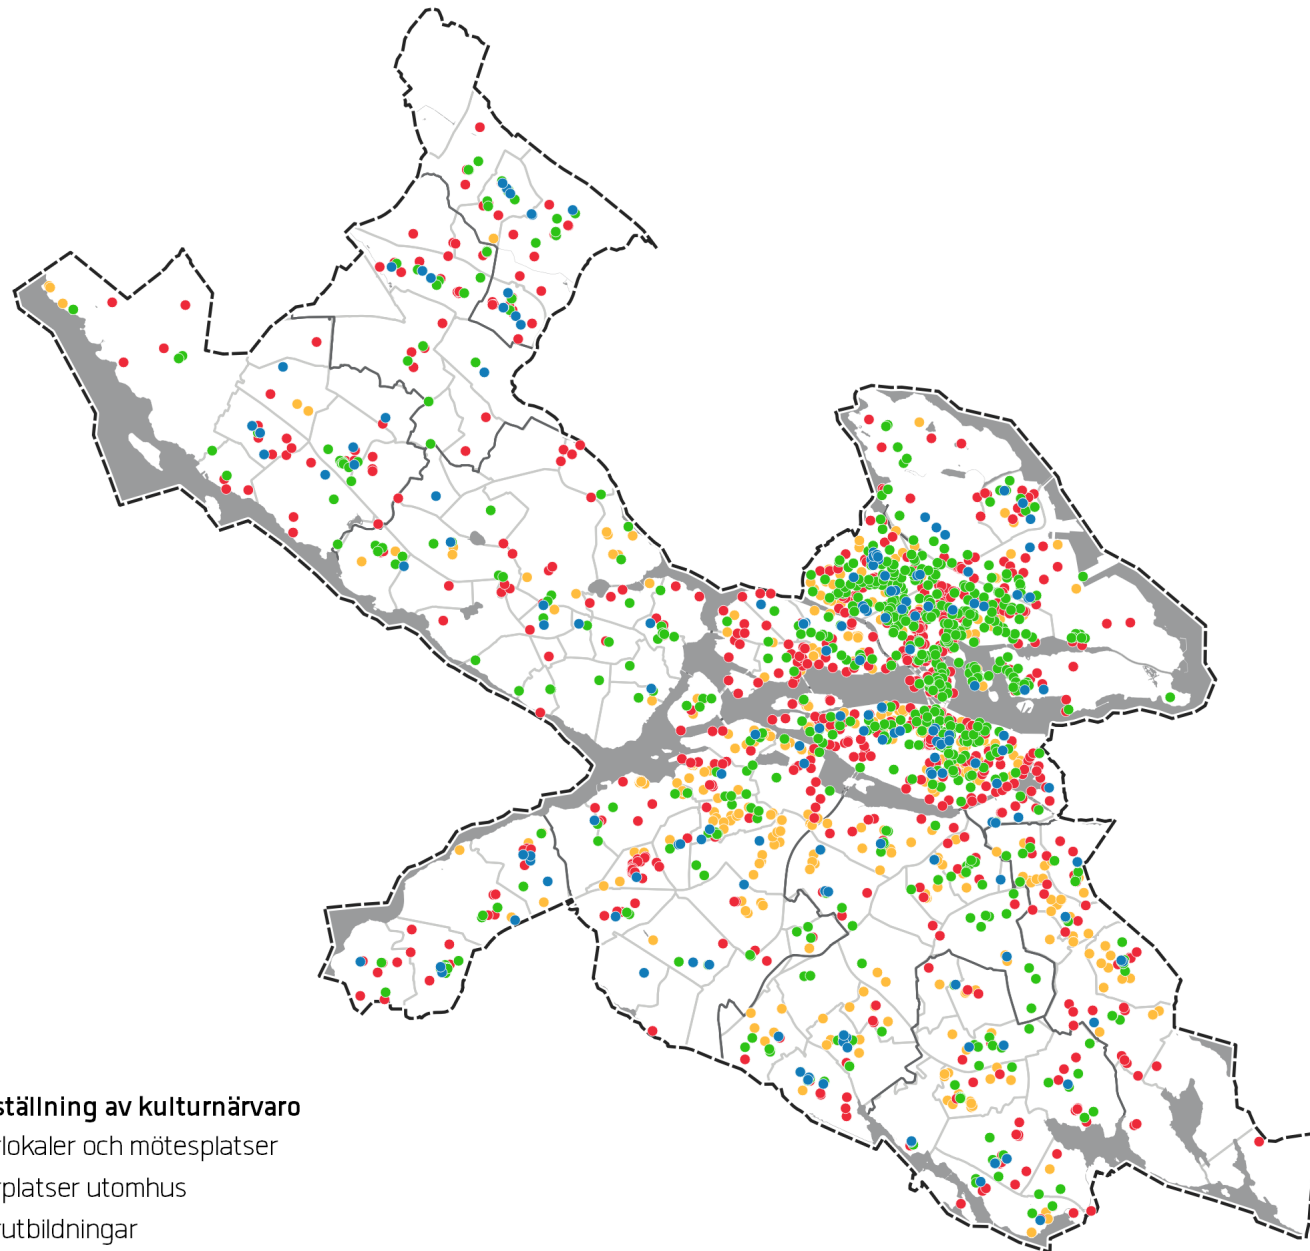 ställning av kulturnärvaro
lokaler och mötesplatser
platser utomhus
utbildningar